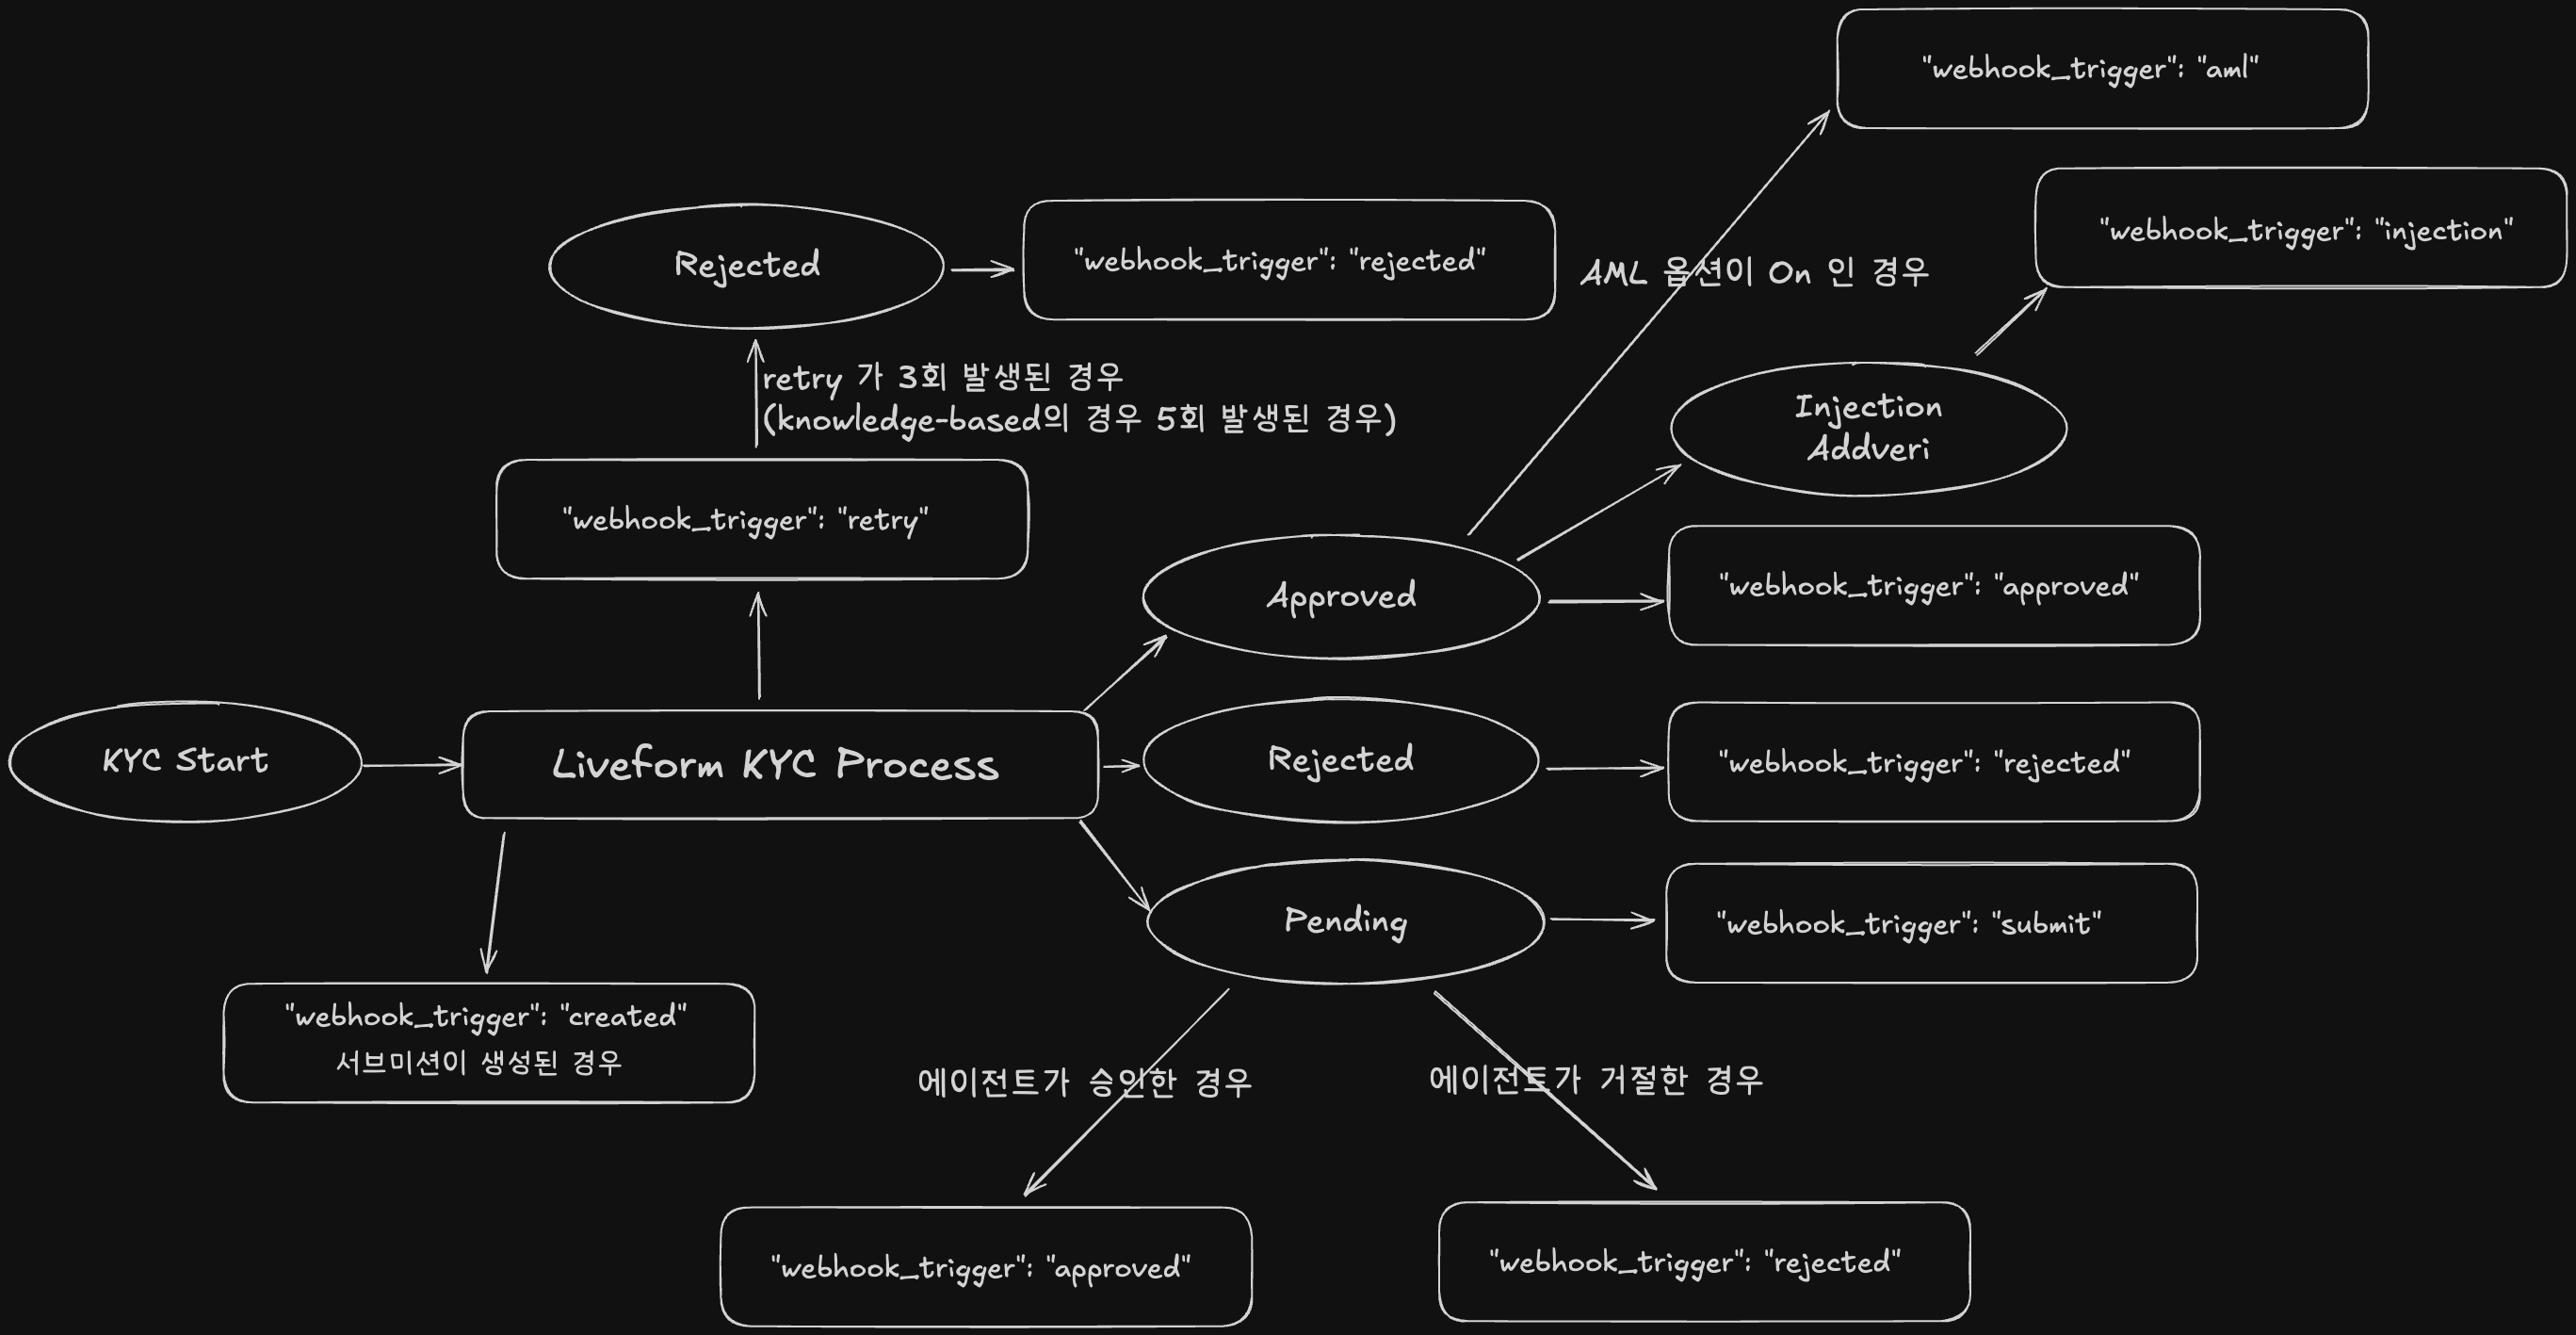 "webhook_trigger": "aml"
"webhook_trigger": "injection"
Rejected
"webhook_trigger": "rejected"
AML 옵션이 On 인 경우
retry 가 3회 발생된 경우
(knowledge-based의 경우 5회 발생된 경우)
Injection
Addveri
"webhook_trigger": "retry"
Approved
"webhook_trigger": "approved"
KYC Start
Liveform KYC Process
Rejected
"webhook_trigger": "rejected"
Pending
"webhook_trigger": "submit"
"webhook_trigger": "created"
서브미션이 생성된 경우
에이전트가 승인한 경우
에이전트가 거절한 경우
"webhook_trigger": "approved"
"webhook_trigger": "rejected"